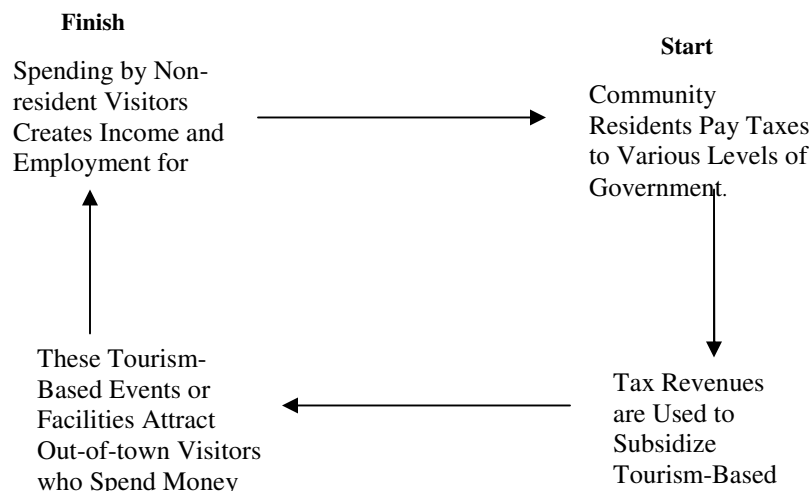 Finish
Spending by Non-
resident Visitors
Creates Income and
Employment for
Start
Community
Residents Pay Taxes
to Various Levels of
Government.
These Tourism-
Based Events or
Facilities Attract
Out-of-town Visitors
who Spend Money
Tax Revenues
are Used to
Subsidize
Tourism-Based